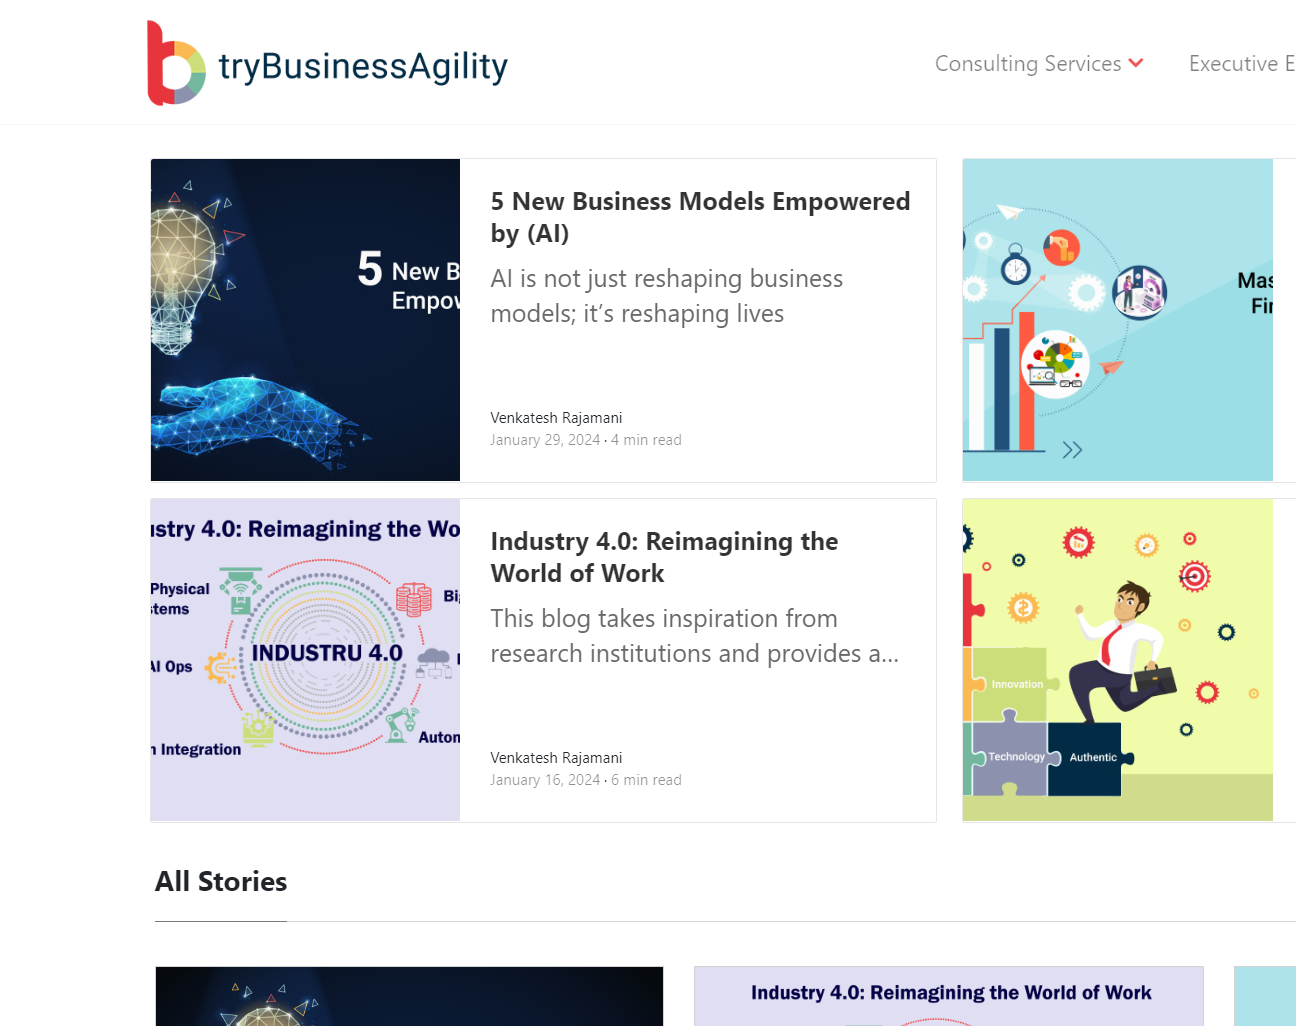 tryBusinessAgility
Consulting Services
Executive E
5 New B
Empow
5 New Business Models Empowered
by (AI)
AI is not just reshaping business
models; it’s reshaping lives
Venkatesh Rajamani
January 29, 2024 · 4 min read
Mas
Fin
ustry 4.0: Reimagining the Wo
Physical
stems
Big
AI Ops
INDUSTRU 4.0
n Integration
Auton
Industry 4.0: Reimagining the
World of Work
This blog takes inspiration from
research institutions and provides a...
Venkatesh Rajamani
January 16, 2024 · 6 min read
Innovation
Technology
Authentic
All Stories
Industry 4.0: Reimagining the World of Work